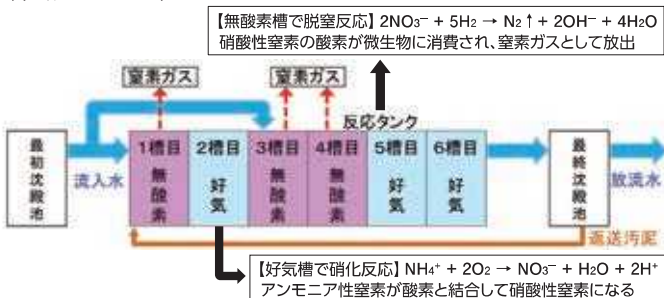 【無酸素槽で脱窒反応】 2NO₃⁻ + 5H₂ → N₂↑ + 2OH⁻ + 4H₂O
硝酸性窒素の酸素が微生物に消費され、窒素ガスとして放出
窒素ガス
窒素ガス
反応タンク
最初沈殿池
流入水
1槽目
無酸素
2槽目
好気
3槽目
無酸素
4槽目
無酸素
5槽目
好気
6槽目
好気
最終沈殿池
放流水
返送汚泥
【好気槽で硝化反応】 NH₄⁺ + 2O₂ → NO₃⁻ + H₂O + 2H⁺
アンモニア性窒素が酸素と結合して硝酸性窒素になる